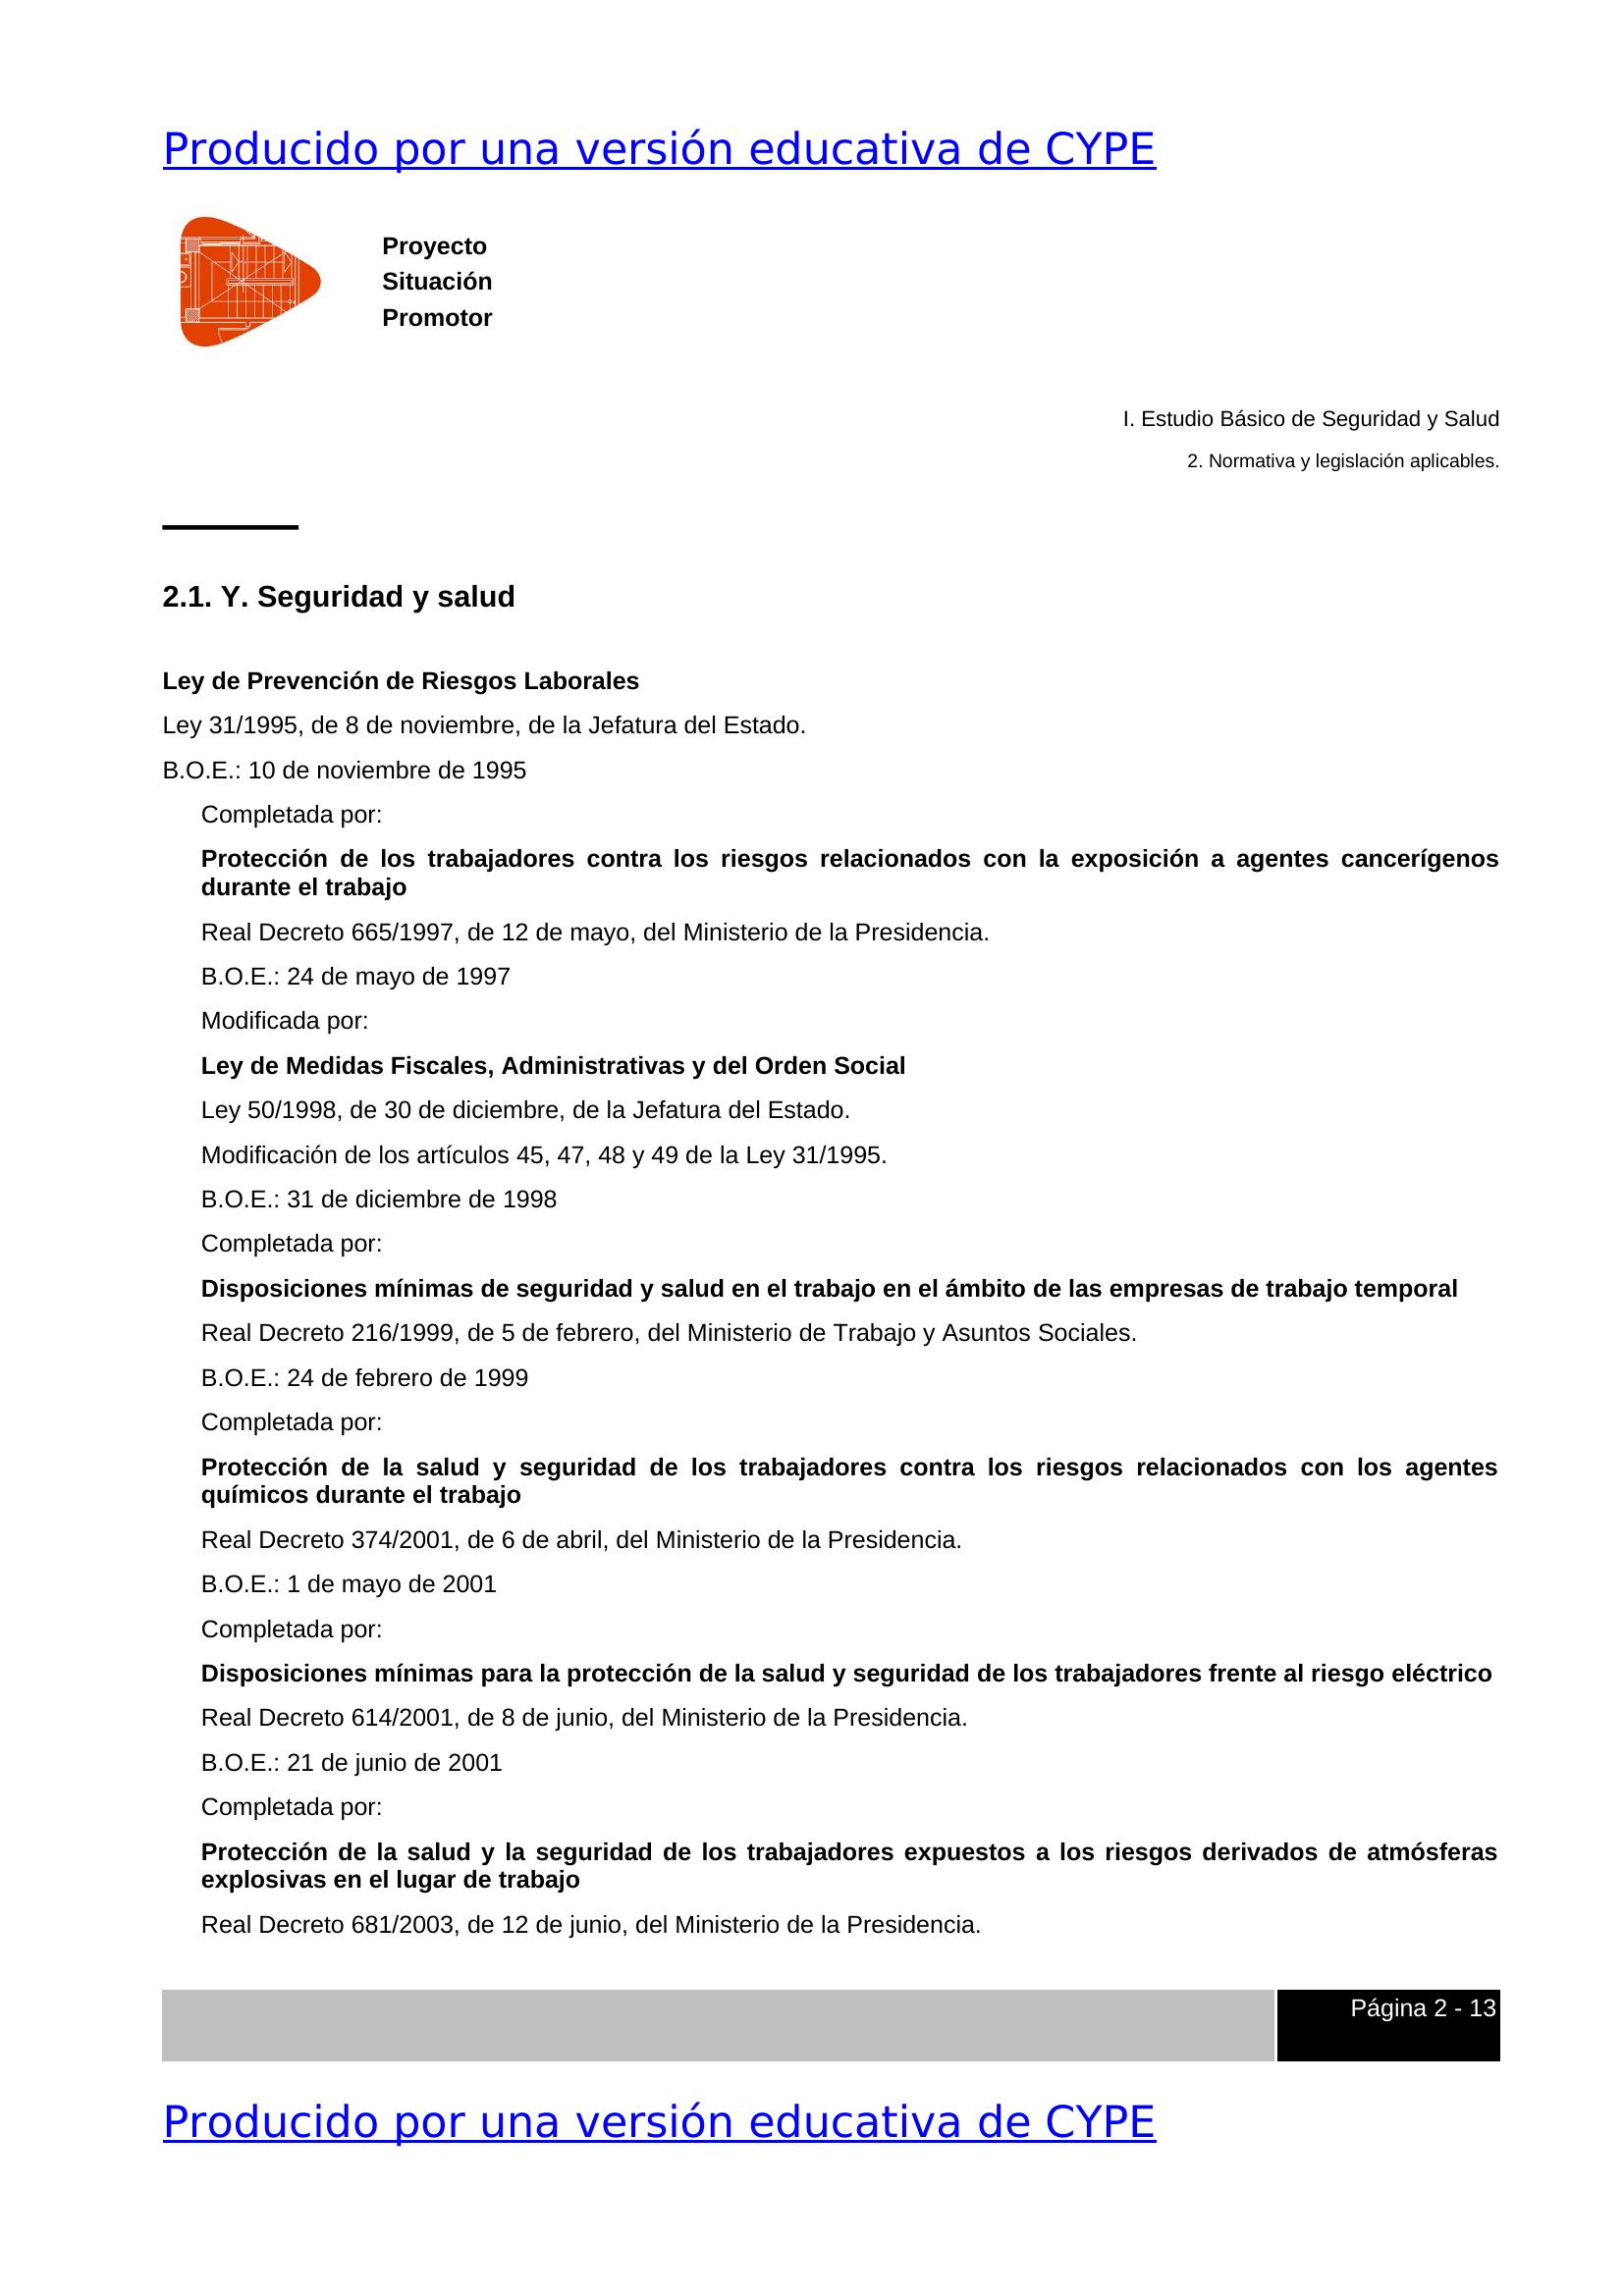 Producido por una versión educativa de CYPE
Proyecto
Situación
Promotor
I. Estudio Básico de Seguridad y Salud
2. Normativa y legislación aplicables.
2.1. Y. Seguridad y salud
Ley de Prevención de Riesgos Laborales
Ley 31/1995, de 8 de noviembre, de la Jefatura del Estado.
B.O.E.: 10 de noviembre de 1995
Completada por:
Protección de los trabajadores contra los riesgos relacionados con la exposición a agentes cancerígenos
durante el trabajo
Real Decreto 665/1997, de 12 de mayo, del Ministerio de la Presidencia.
B.O.E.: 24 de mayo de 1997
Modificada por:
Ley de Medidas Fiscales, Administrativas y del Orden Social
Ley 50/1998, de 30 de diciembre, de la Jefatura del Estado.
Modificación de los artículos 45, 47, 48 y 49 de la Ley 31/1995.
B.O.E.: 31 de diciembre de 1998
Completada por:
Disposiciones mínimas de seguridad y salud en el trabajo en el ámbito de las empresas de trabajo temporal
Real Decreto 216/1999, de 5 de febrero, del Ministerio de Trabajo y Asuntos Sociales.
B.O.E.: 24 de febrero de 1999
Completada por:
Protección de la salud y seguridad de los trabajadores contra los riesgos relacionados con los agentes
químicos durante el trabajo
Real Decreto 374/2001, de 6 de abril, del Ministerio de la Presidencia.
B.O.E.: 1 de mayo de 2001
Completada por:
Disposiciones mínimas para la protección de la salud y seguridad de los trabajadores frente al riesgo eléctrico
Real Decreto 614/2001, de 8 de junio, del Ministerio de la Presidencia.
B.O.E.: 21 de junio de 2001
Completada por:
Protección de la salud y la seguridad de los trabajadores expuestos a los riesgos derivados de atmósferas
explosivas en el lugar de trabajo
Real Decreto 681/2003, de 12 de junio, del Ministerio de la Presidencia.
Página 2 - 13
Producido por una versión educativa de CYPE